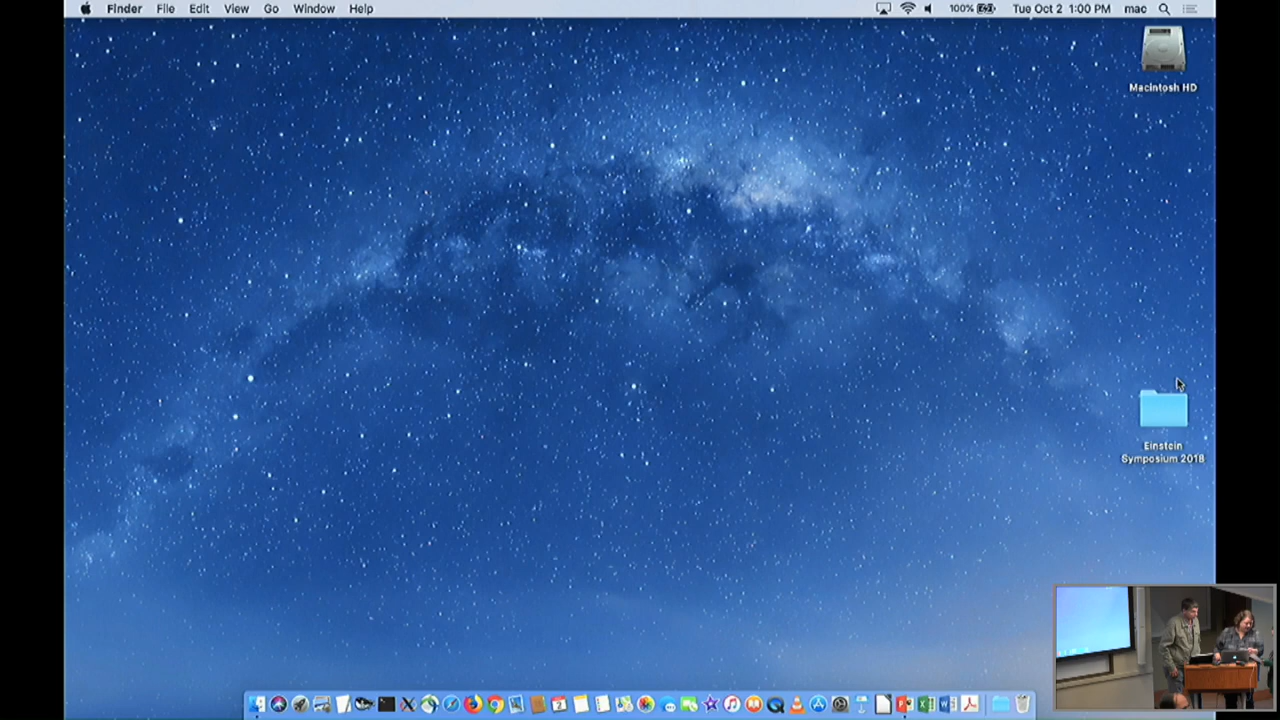 Finder File Edit View Go Window Help 100% Tue Oct 2 1:00 PM mac
Macintosh HD
Einstein
Symposium 2018